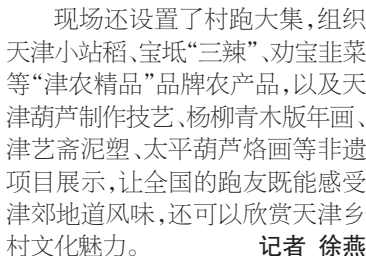 现场还设置了村跑大集，组织
天津小站稻、宝坻“三辣”、劝宝韭菜
等“津农精品”品牌农产品，以及天
津葫芦制作技艺、杨柳青木版年画、
津艺斋泥塑、太平葫芦烙画等非遗
项目展示，让全国的跑友既能感受
津郊地道风味，还可以欣赏天津乡
村文化魅力。 记者 徐燕